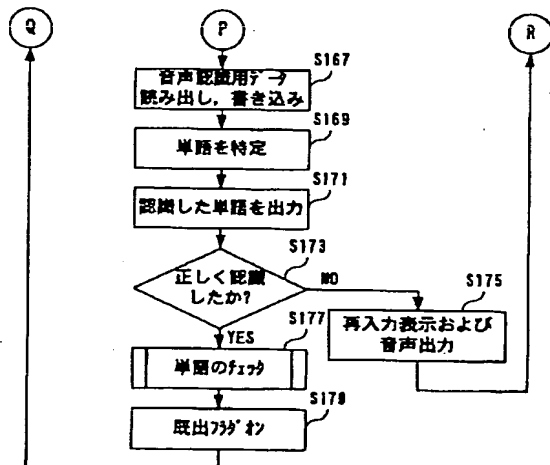 Q
P
R
S167
音声認識用データ
読み出し，書き込み
S169
単語を特定
S171
認識した単語を出力
S173
正しく認識
したか?
NO
S175
再入力表示および
音声出力
YES
S177
単語のチェック
S179
既出フラグオン